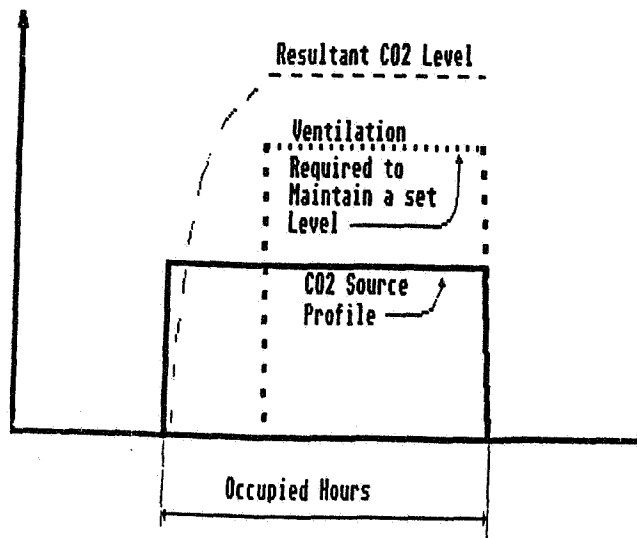 Resultant CO2 Level
Ventilation
Required to
Maintain a set
Level
CO2 Source
Profile
Occupied Hours